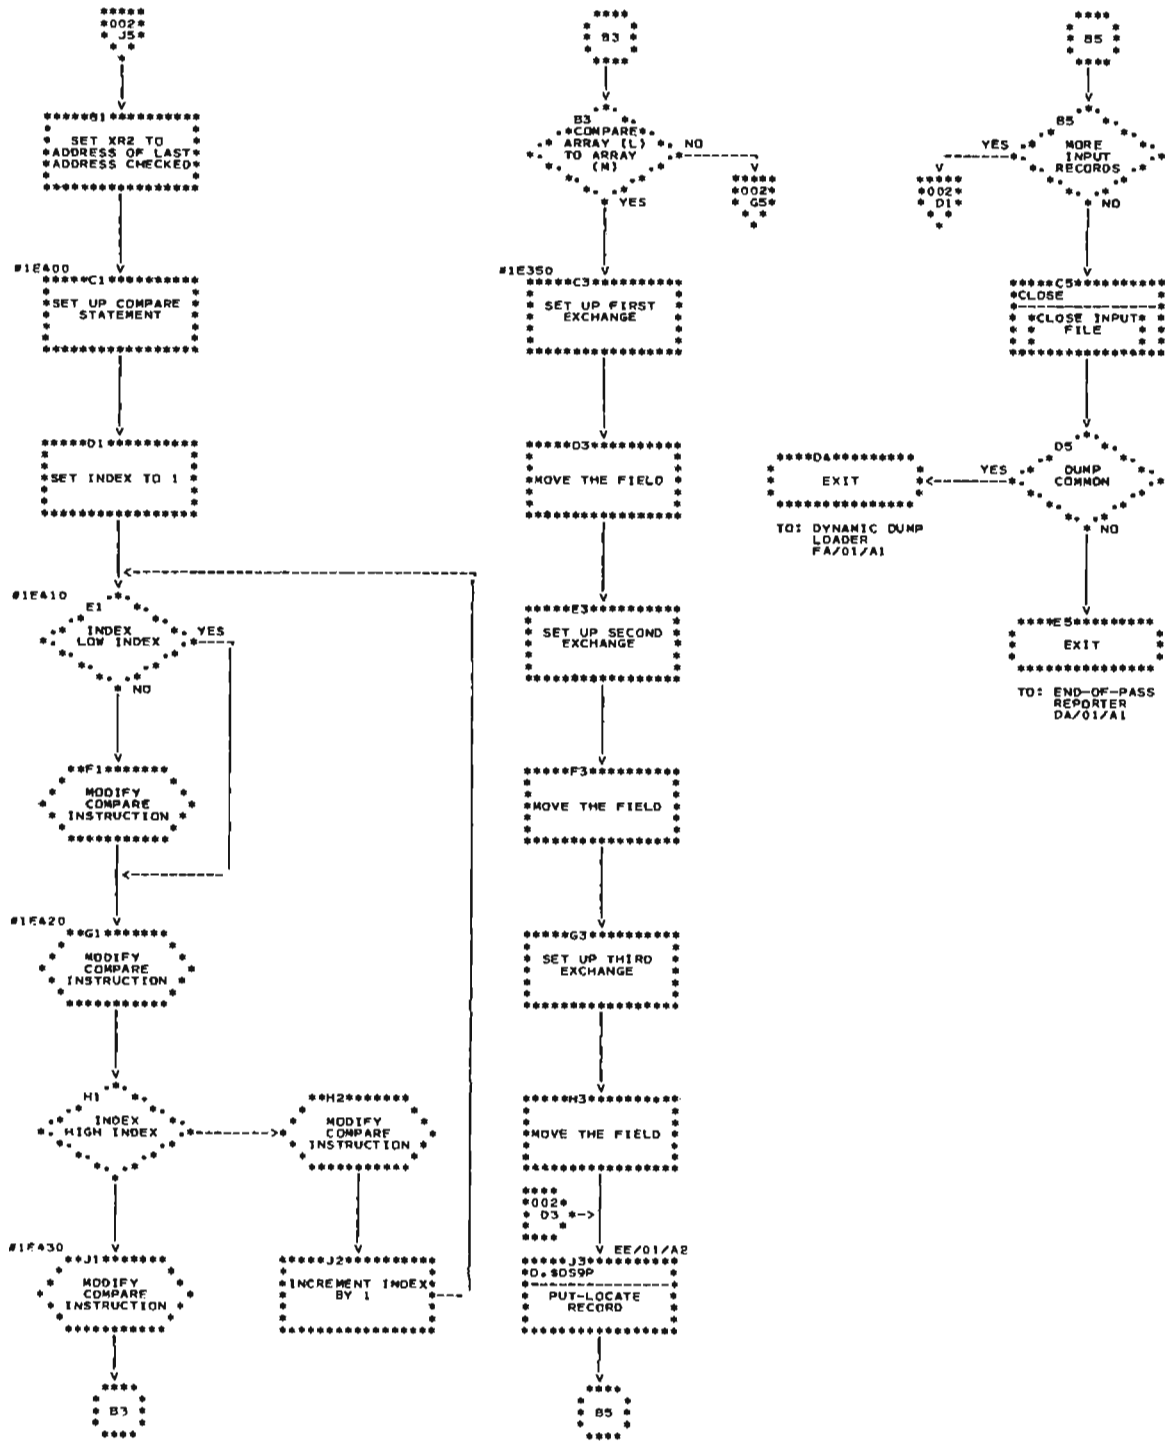 002
J5
B1
SET XR2 TO
ADDRESS OF LAST
ADDRESS CHECKED
#1E400
C1
SET UP COMPARE
STATEMENT
D1
SET INDEX TO 1
#1E410
E1
INDEX
LOW INDEX
YES
NO
F1
MODIFY
COMPARE
INSTRUCTION
#1E420
G1
MODIFY
COMPARE
INSTRUCTION
H1
INDEX
HIGH INDEX
H2
MODIFY
COMPARE
INSTRUCTION
#1E430
J1
MODIFY
COMPARE
INSTRUCTION
J2
INCREMENT INDEX
BY 1
B3
B3
B3
COMPARE
ARRAY (L)
TO ARRAY
(M)
NO
YES
002
G5
#1E350
C3
SET UP FIRST
EXCHANGE
D3
MOVE THE FIELD
E3
SET UP SECOND
EXCHANGE
F3
MOVE THE FIELD
G3
SET UP THIRD
EXCHANGE
H3
MOVE THE FIELD
002
D3
EE/01/A2
J3
D.$DS9P
PUT-LOCATE
RECORD
B5
B5
B5
MORE
INPUT
RECORDS
YES
NO
002
D1
C5
CLOSE
CLOSE INPUT
FILE
D5
DUMP
COMMON
YES
NO
D4
EXIT
TO: DYNAMIC DUMP
LOADER
FA/01/A1
E5
EXIT
TO: END-OF-PASS
REPORTER
DA/01/A1